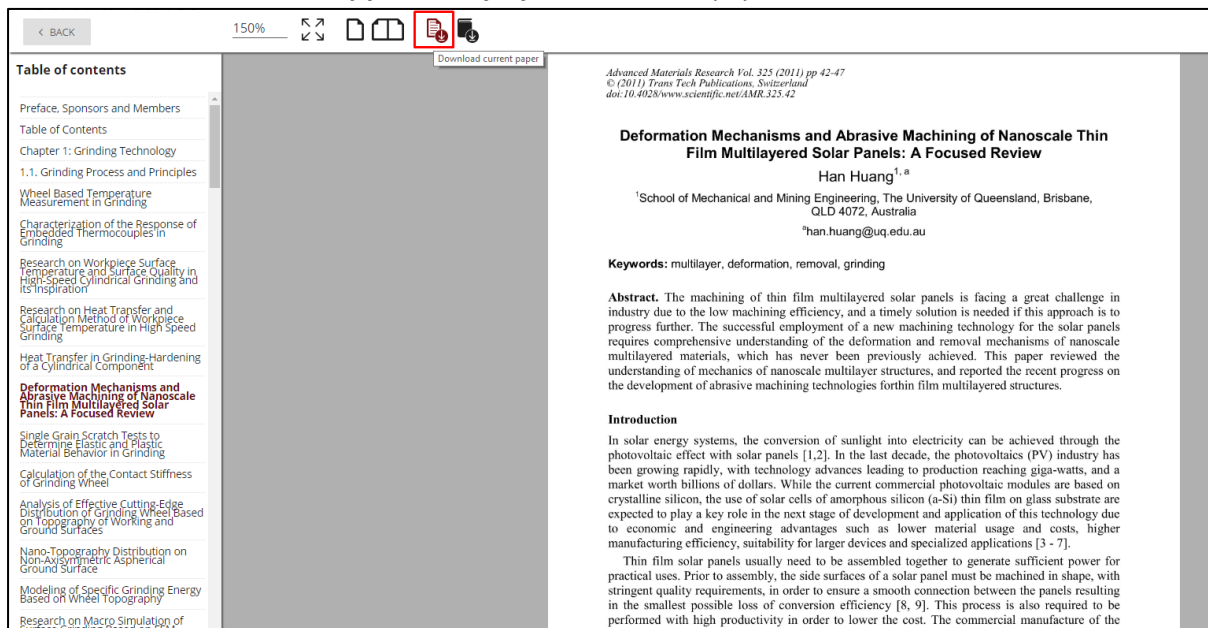 < BACK
150%
Download current paper
Table of contents
Preface, Sponsors and Members
Table of Contents
Chapter 1: Grinding Technology
1.1. Grinding Process and Principles
Wheel Based Temperature
Measurement in Grinding
Characterization of the Response of
Embedded Thermocouples in
Grinding
Research on Workpiece Surface
Temperature and Surface Quality in
High-Speed Cylindrical Grinding and
its Inspiration
Research on Heat Transfer and
Calculation Method of Workpiece
Surface Temperature in High Speed
Grinding
Heat Transfer in Grinding-Hardening
of a Cylindrical Component
Deformation Mechanisms and
Abrasive Machining of Nanoscale
Thin Film Multilayered Solar
Panels: A Focused Review
Single Grain Scratch Tests to
Determine Elastic and Plastic
Material Behavior in Grinding
Calculation of the Contact Stiffness
of Grinding Wheel
Analysis of Effective Cutting-Edge
Distribution of Grinding Wheel Based
on Topography of Working and
Ground Surfaces
Nano-Topography Distribution on
Non-Axisymmetric Aspherical
Ground Surface
Modeling of Specific Grinding Energy
Based on Wheel Topography
Research on Macro Simulation of
Advanced Materials Research Vol. 325 (2011) pp 42-47
© (2011) Trans Tech Publications, Switzerland
doi:10.4028/www.scientific.net/AMR.325.42
Deformation Mechanisms and Abrasive Machining of Nanoscale Thin
Film Multilayered Solar Panels: A Focused Review
Han Huang1, a
1School of Mechanical and Mining Engineering, The University of Queensland, Brisbane,
QLD 4072, Australia
ahan.huang@uq.edu.au
Keywords: multilayer, deformation, removal, grinding
Abstract. The machining of thin film multilayered solar panels is facing a great challenge in
industry due to the low machining efficiency, and a timely solution is needed if this approach is to
progress further. The successful employment of a new machining technology for the solar panels
requires comprehensive understanding of the deformation and removal mechanisms of nanoscale
multilayered materials, which has never been previously achieved. This paper reviewed the
understanding of mechanics of nanoscale multilayer structures, and reported the recent progress on
the development of abrasive machining technologies forthin film multilayered structures.
Introduction
In solar energy systems, the conversion of sunlight into electricity can be achieved through the
photovoltaic effect with solar panels [1,2]. In the last decade, the photovoltaics (PV) industry has
been growing rapidly, with technology advances leading to production reaching giga-watts, and a
market worth billions of dollars. While the current commercial photovoltaic modules are based on
crystalline silicon, the use of solar cells of amorphous silicon (a-Si) thin film on glass substrate are
expected to play a key role in the next stage of development and application of this technology due
to economic and engineering advantages such as lower material usage and costs, higher
manufacturing efficiency, suitability for larger devices and specialized applications [3 - 7].
Thin film solar panels usually need to be assembled together to generate sufficient power for
practical uses. Prior to assembly, the side surfaces of a solar panel must be machined in shape, with
stringent quality requirements, in order to ensure a smooth connection between the panels resulting
in the smallest possible loss of conversion efficiency [8, 9]. This process is also required to be
performed with high productivity in order to lower the cost. The commercial manufacture of the